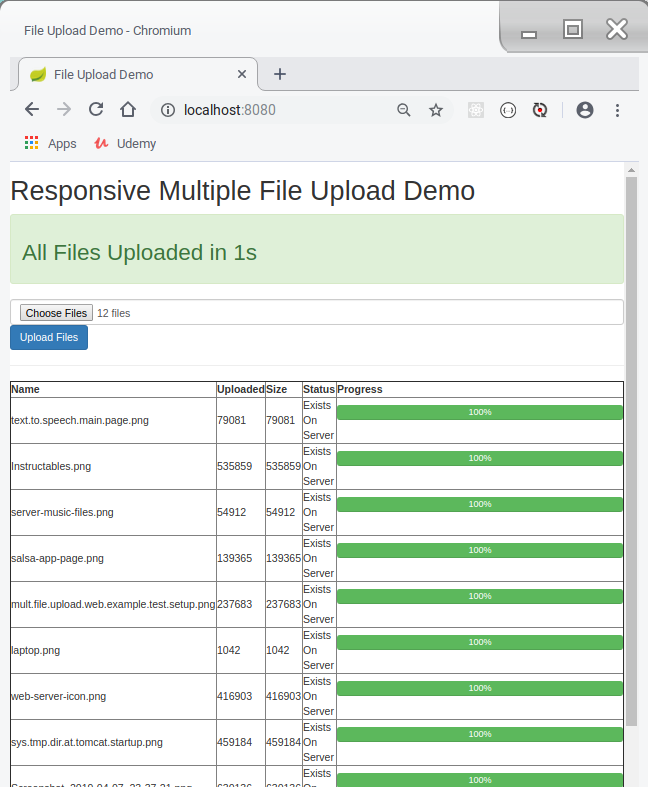 File Upload Demo - Chromium
File Upload Demo
localhost:8080
Apps Udemy
Responsive Multiple File Upload Demo
All Files Uploaded in 1s
Choose Files 12 files
Upload Files
Name Uploaded Size Status Progress
text.to.speech.main.page.png 79081 79081 Exists On Server 100%
Instructables.png 535859 535859 Exists On Server 100%
server-music-files.png 54912 54912 Exists On Server 100%
salsa-app-page.png 139365 139365 Exists On Server 100%
mult.file.upload.web.example.test.setup.png 237683 237683 Exists On Server 100%
laptop.png 1042 1042 Exists On Server 100%
web-server-icon.png 416903 416903 Exists On Server 100%
sys.tmp.dir.at.tomcat.startup.png 459184 459184 Exists On Server 100%
Exists On 100%